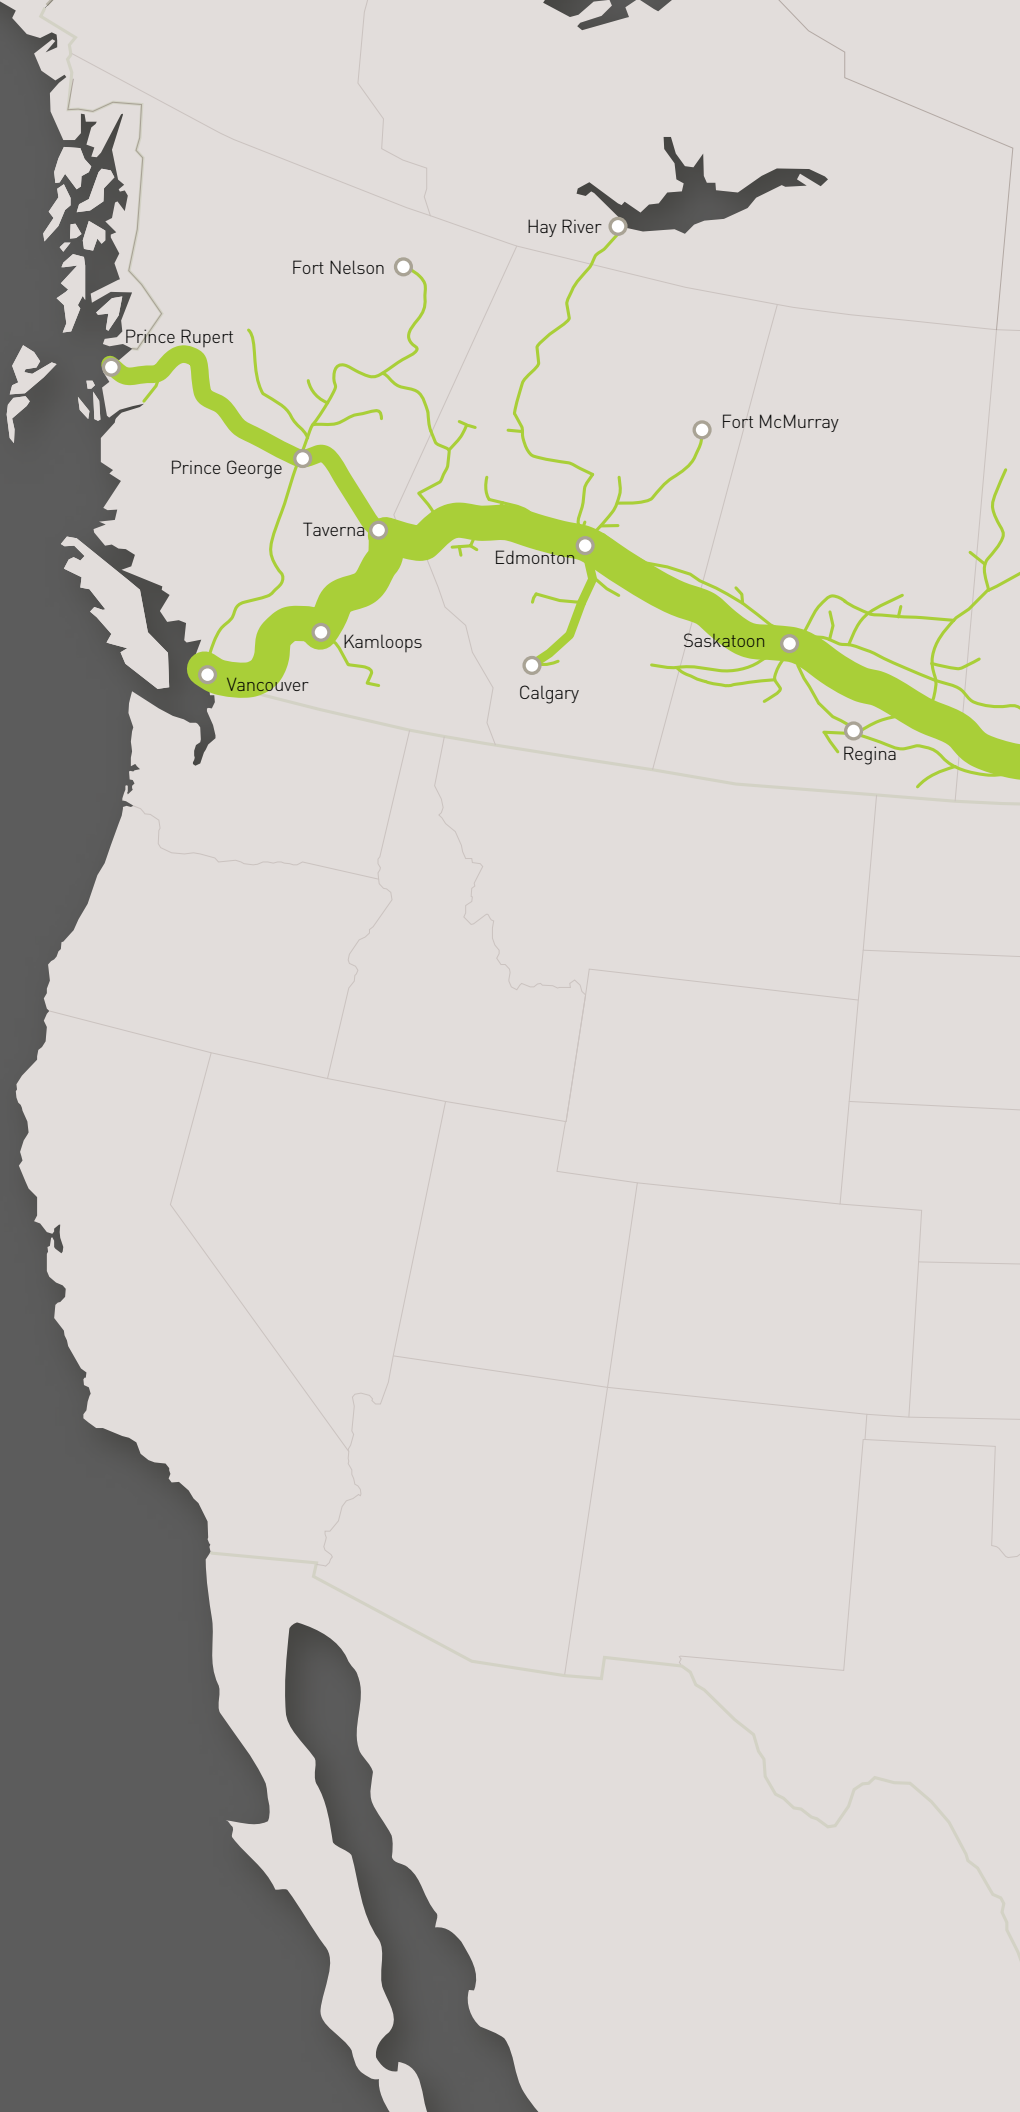 Hay River
Fort Nelson
Prince Rupert
Fort McMurray
Prince George
Taverna
Edmonton
Saskatoon
Kamloops
Vancouver
Calgary
Regina